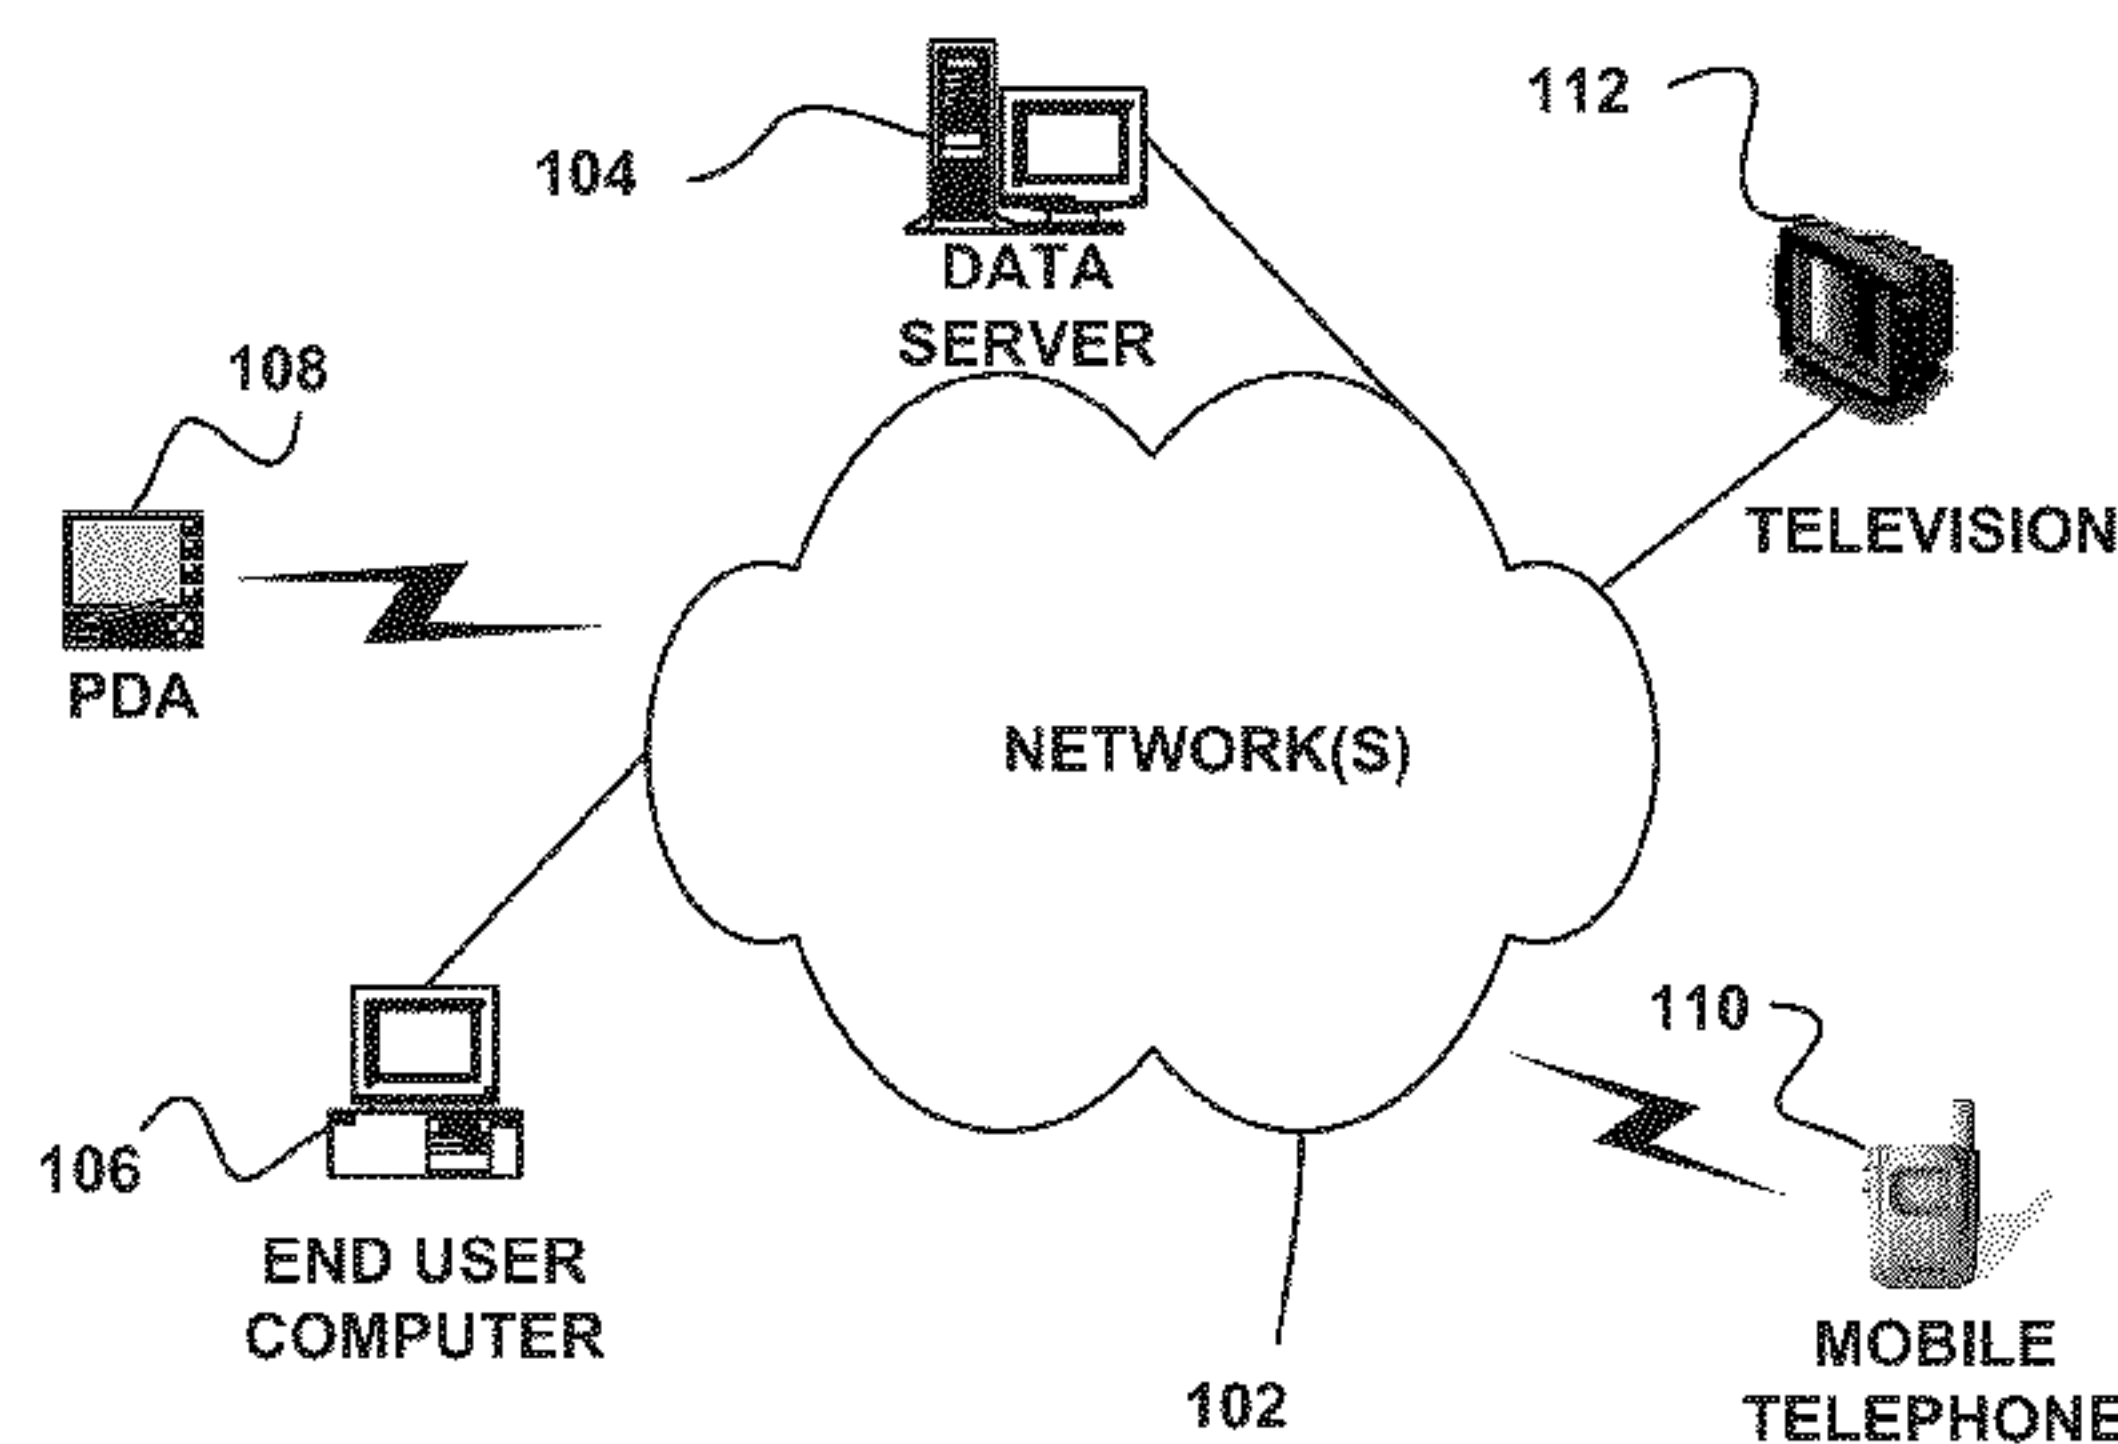 112
104
DATA
SERVER
108
TELEVISION
PDA
NETWORK(S)
110
106
END USER
COMPUTER
MOBILE
TELEPHONE
102